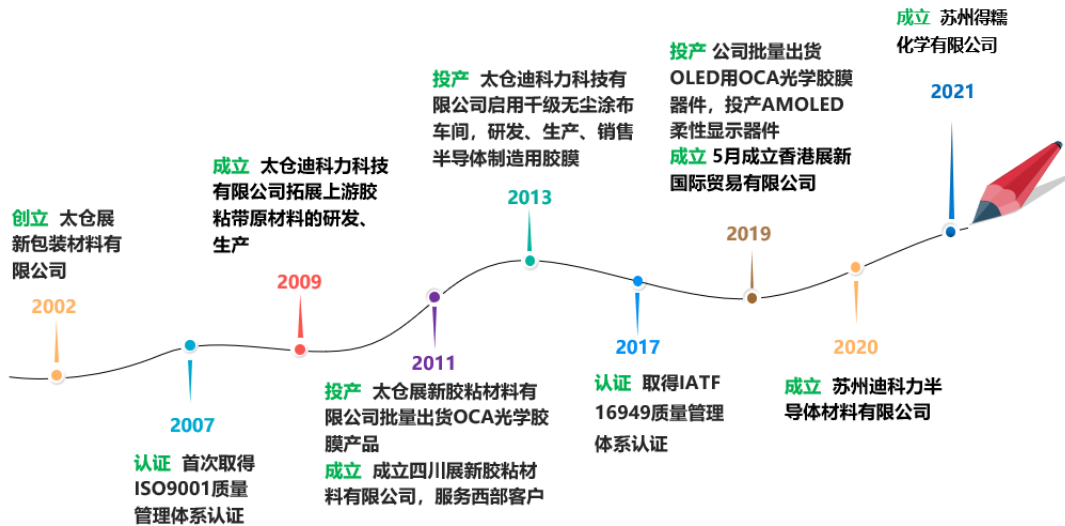 创立 太仓展
新包装材料有
限公司
2002
2007
认证 首次取得
ISO9001质量
管理体系认证
成立 太仓迪科力科技
有限公司拓展上游胶
粘带原材料的研发、
生产
2009
2011
投产 太仓展新胶粘材料有
限公司批量出货OCA光学胶
膜产品
成立 成立四川展新胶粘材
料有限公司，服务西部客户
投产 太仓迪科力科技有
限公司启用千级无尘涂布
车间，研发、生产、销售
半导体制造用胶膜
2013
2017
认证 取得IATF
16949质量管理
体系认证
投产 公司批量出货
OLED用OCA光学胶膜
器件，投产AMOLED
柔性显示器件
成立 5月成立香港展新
国际贸易有限公司
2019
2020
成立 苏州迪科力半
导体材料有限公司
成立 苏州得糯
化学有限公司
2021